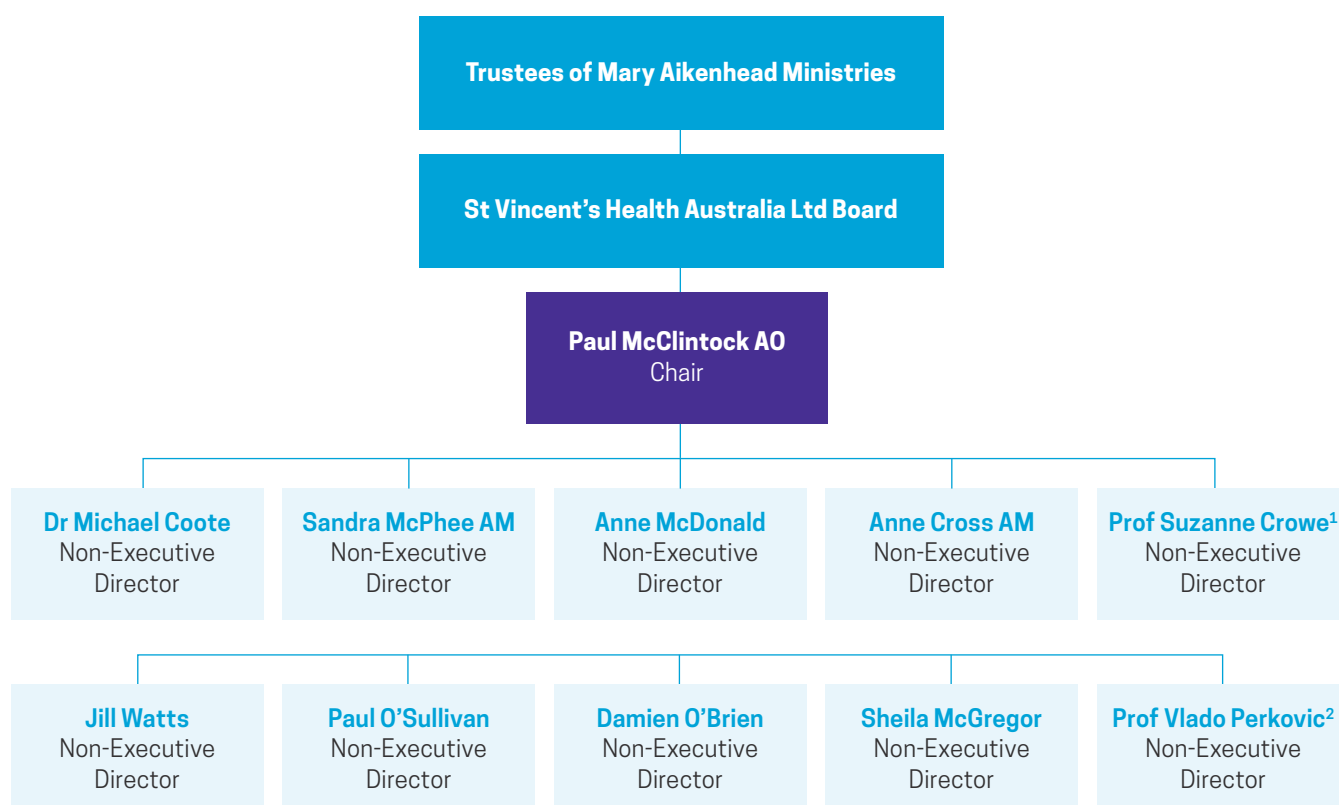 Trustees of Mary Aikenhead Ministries
St Vincent’s Health Australia Ltd Board
Paul McClintock AO
Chair
Dr Michael Coote
Non-Executive
Director
Sandra McPhee AM
Non-Executive
Director
Anne McDonald
Non-Executive
Director
Anne Cross AM
Non-Executive
Director
Prof Suzanne Crowe¹
Non-Executive
Director
Jill Watts
Non-Executive
Director
Paul O’Sullivan
Non-Executive
Director
Damien O’Brien
Non-Executive
Director
Sheila McGregor
Non-Executive
Director
Prof Vlado Perkovic²
Non-Executive
Director